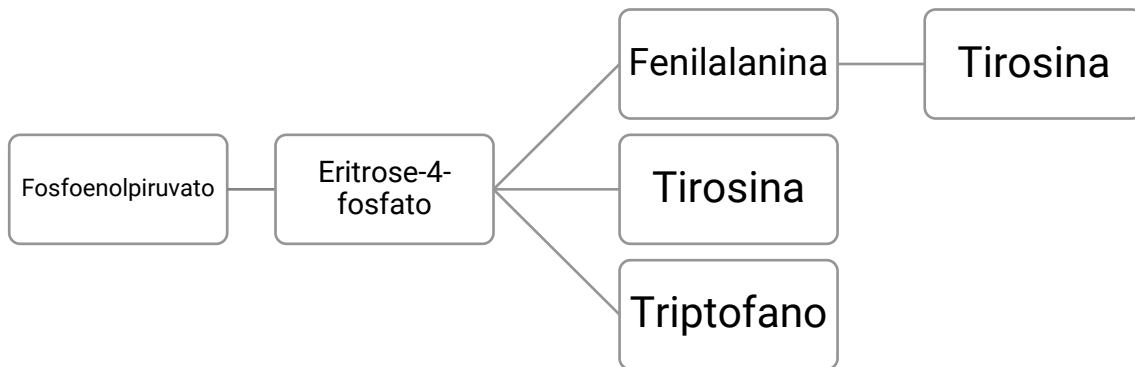 Fosfoenolpiruvato
Eritrose-4-
fosfato
Fenilalanina
Tirosina
Tirosina
Triptofano